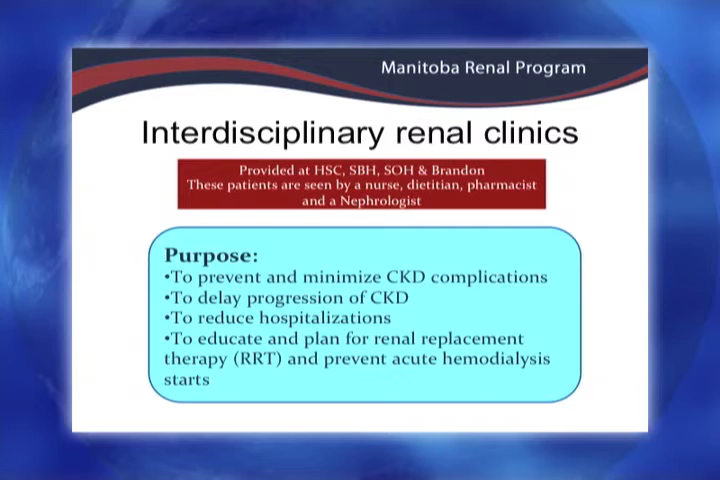 Manitoba Renal Program
Interdisciplinary renal clinics
Provided at HSC, SBH, SOH & Brandon
These patients are seen by a nurse, dietitian, pharmacist
and a Nephrologist
Purpose:
•To prevent and minimize CKD complications
•To delay progression of CKD
•To reduce hospitalizations
•To educate and plan for renal replacement
therapy (RRT) and prevent acute hemodialysis
starts